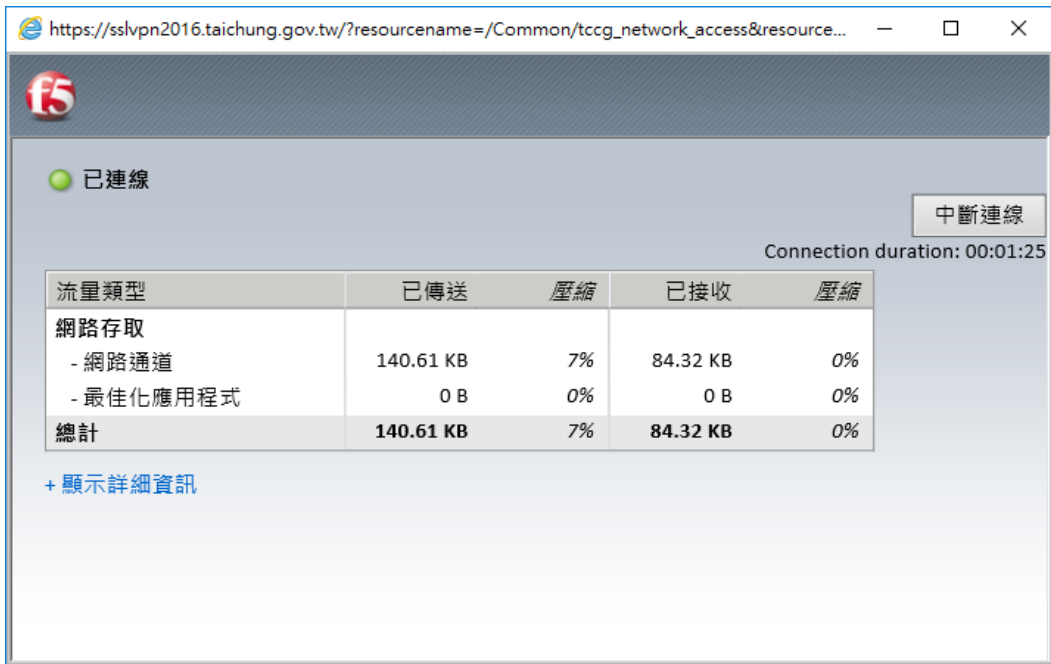 https://sslvpn2016.taichung.gov.tw/?resourcename=/Common/tccg_network_access&resource...
f5
已連線
中斷連線
Connection duration: 00:01:25
流量類型 已傳送 壓縮 已接收 壓縮
網路存取
- 網路通道 140.61 KB 7% 84.32 KB 0%
- 最佳化應用程式 0 B 0% 0 B 0%
總計 140.61 KB 7% 84.32 KB 0%
+ 顯示詳細資訊